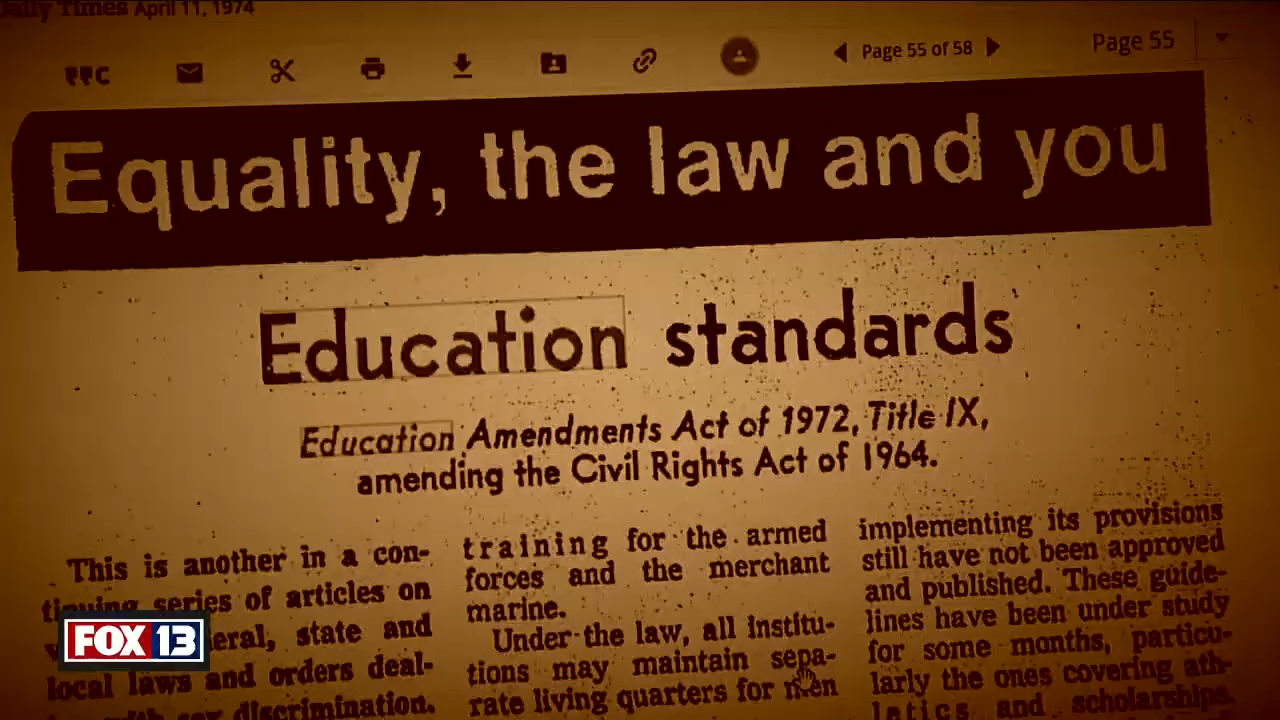 Daily Times April 11, 1974
Page 55 of 58
Page 55
Equality, the law and you
Education standards
Education Amendments Act of 1972, Title IX,
amending the Civil Rights Act of 1964.
This is another in a con-
tinuing series of articles on
eral, state and
local laws and orders deal-
discrimination.
training for the armed
forces and the merchant
marine.
Under the law, all institu-
tions may maintain sepa-
rate living quarters for men
implementing its provisions
still have not been approved
and published. These guide-
lines have been under study
for some months, particu-
larly the ones covering ath-
letics and scholarships.
FOX 13